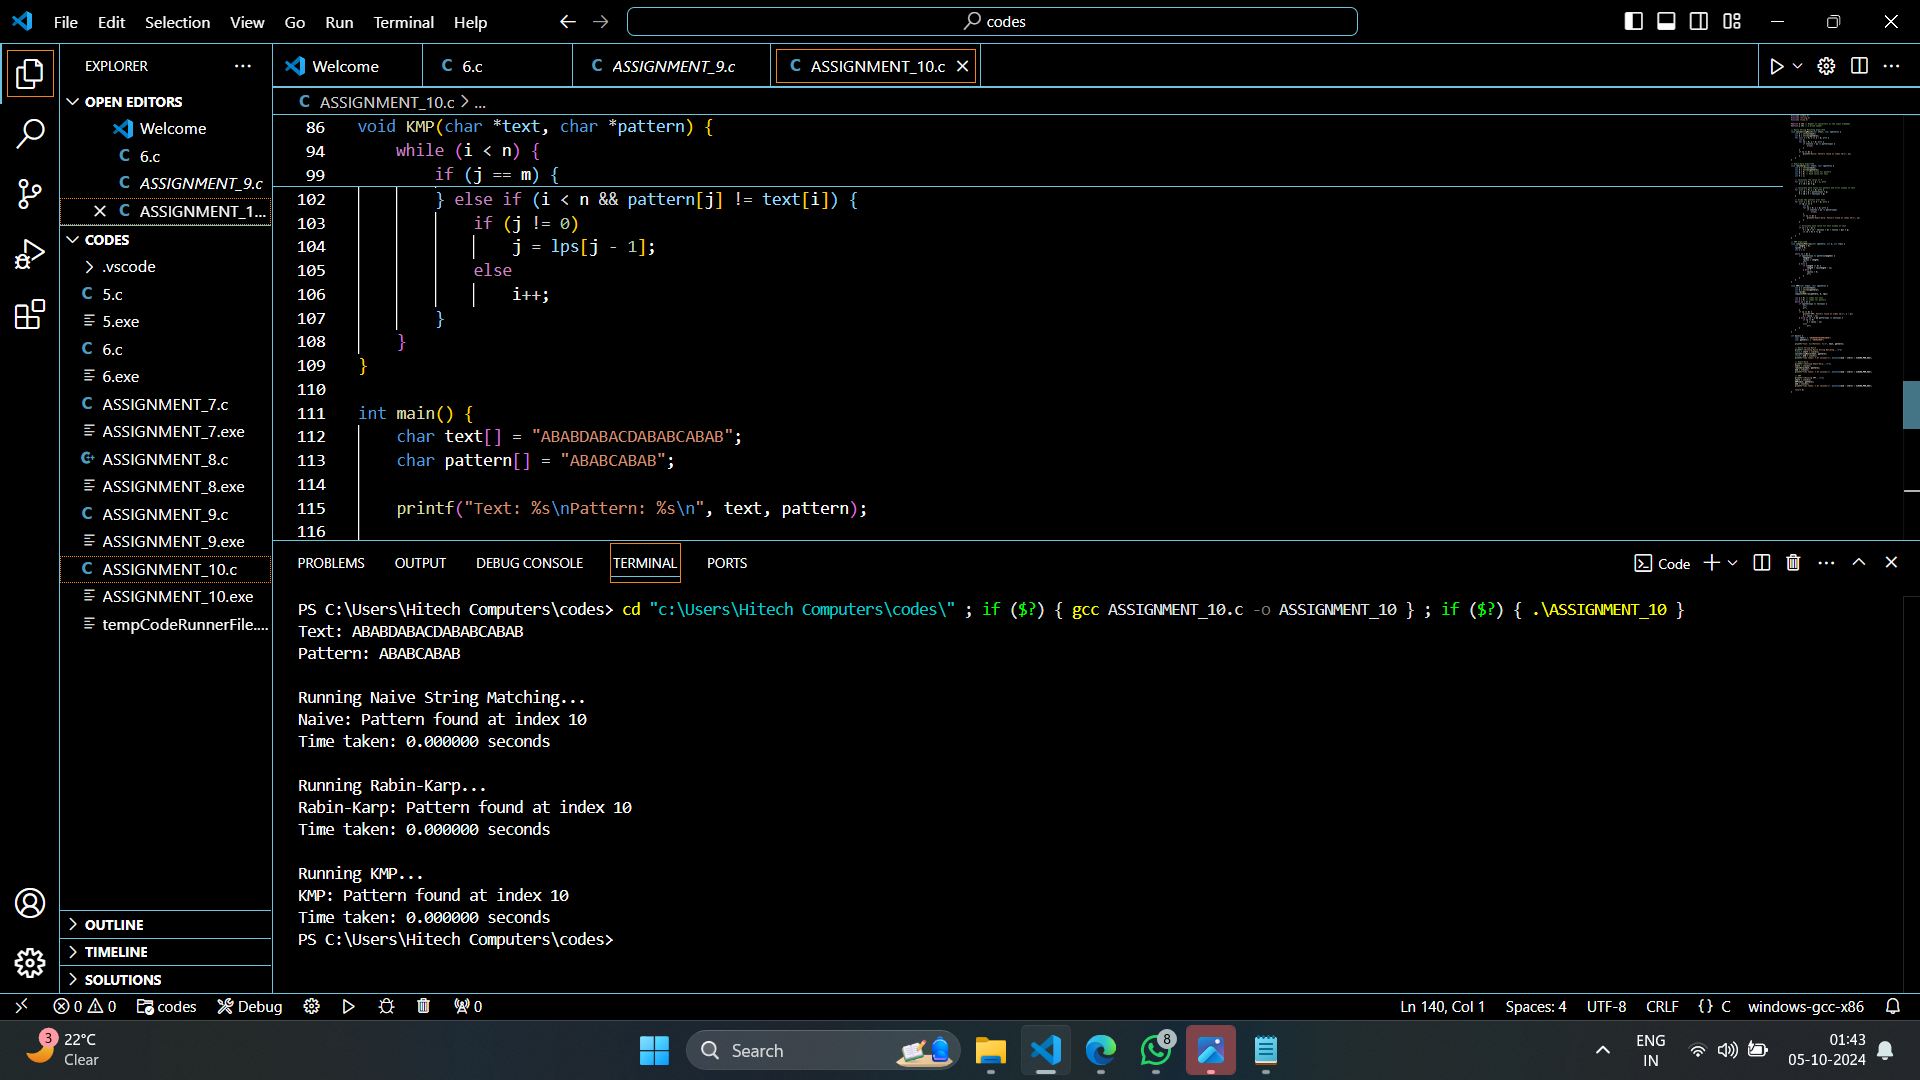 File Edit Selection View Go Run Terminal Help
codes
EXPLORER
Welcome
6.c
ASSIGNMENT_9.c
ASSIGNMENT_10.c
OPEN EDITORS
Welcome
6.c
ASSIGNMENT_9.c
ASSIGNMENT_1...
CODES
.vscode
5.c
5.exe
6.c
6.exe
ASSIGNMENT_7.c
ASSIGNMENT_7.exe
ASSIGNMENT_8.c
ASSIGNMENT_8.exe
ASSIGNMENT_9.c
ASSIGNMENT_9.exe
ASSIGNMENT_10.c
ASSIGNMENT_10.exe
tempCodeRunnerFile....
OUTLINE
TIMELINE
SOLUTIONS
ASSIGNMENT_10.c > ...
86 void KMP(char *text, char *pattern) {
94 while (i < n) {
99 if (j == m) {
102 } else if (i < n && pattern[j] != text[i]) {
103 if (j != 0)
104 j = lps[j - 1];
105 else
106 i++;
107 }
108 }
109 }
110
111 int main() {
112 char text[] = "ABABDABACDABABCABAB";
113 char pattern[] = "ABABCABAB";
114
115 printf("Text: %s\nPattern: %s\n", text, pattern);
116
PROBLEMS OUTPUT DEBUG CONSOLE TERMINAL PORTS
Code
PS C:\Users\Hitech Computers\codes> cd "c:\Users\Hitech Computers\codes\" ; if ($?) { gcc ASSIGNMENT_10.c -o ASSIGNMENT_10 } ; if ($?) { .\ASSIGNMENT_10 }
Text: ABABDABACDABABCABAB
Pattern: ABABCABAB
Running Naive String Matching...
Naive: Pattern found at index 10
Time taken: 0.000000 seconds
Running Rabin-Karp...
Rabin-Karp: Pattern found at index 10
Time taken: 0.000000 seconds
Running KMP...
KMP: Pattern found at index 10
Time taken: 0.000000 seconds
PS C:\Users\Hitech Computers\codes>
0 0 codes Debug 0 Ln 140, Col 1 Spaces: 4 UTF-8 CRLF {} C windows-gcc-x86
3 22°C
Clear
Search
8
ENG
IN
01:43
05-10-2024